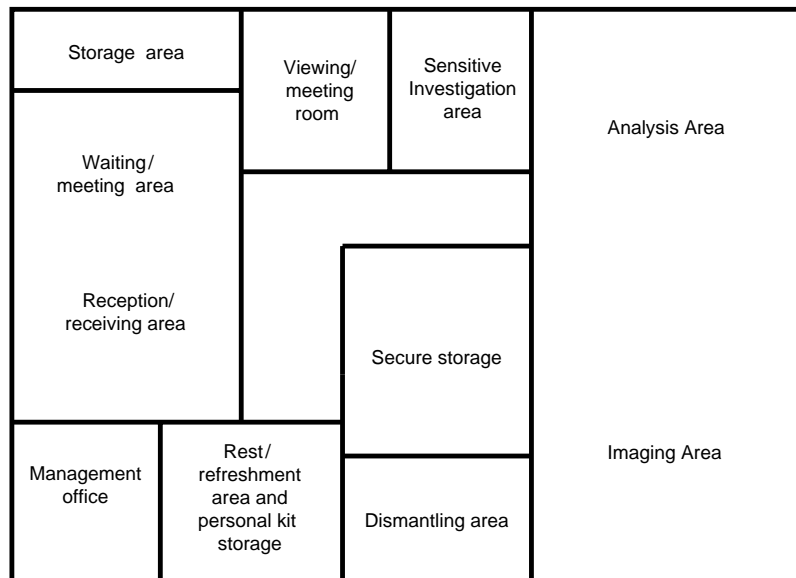 Storage area
Viewing/
meeting
room
Sensitive
Investigation
area
Analysis Area
Waiting/
meeting area
Reception/
receiving area
Secure storage
Management
office
Rest/
refreshment
area and
personal kit
storage
Dismantling area
Imaging Area